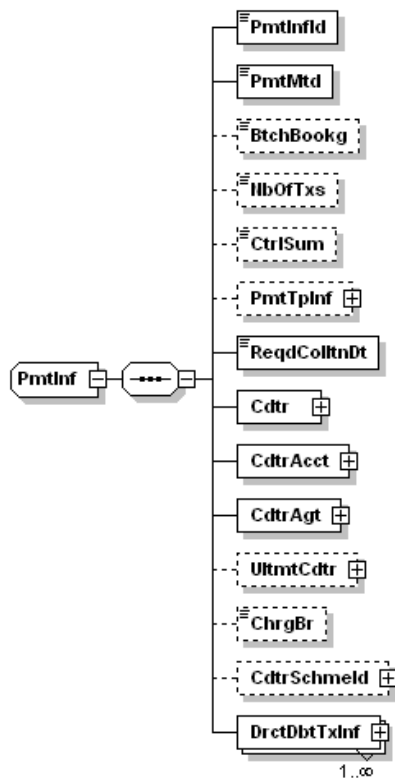 PmtInfId
PmtMtd
BtchBookg
NbOfTxs
CtrlSum
PmtTpInf
ReqdColltnDt
PmtInf
Cdtr
CdtrAcct
CdtrAgt
UltmtCdtr
ChrgBr
CdtrSchmeId
DrctDbtTxInf
1..∞